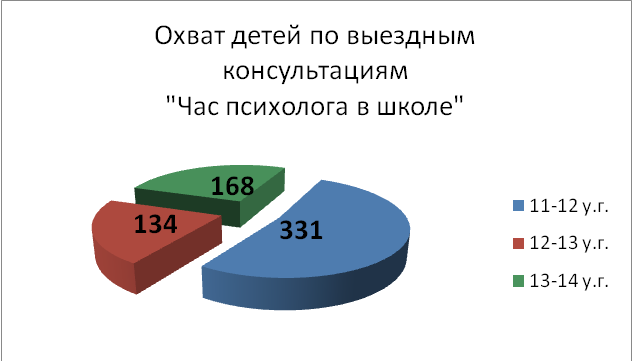 Охват детей по выездным
консультациям
"Час психолога в школе"
168
134
331
11-12 у.г.
12-13 у.г.
13-14 у.г.